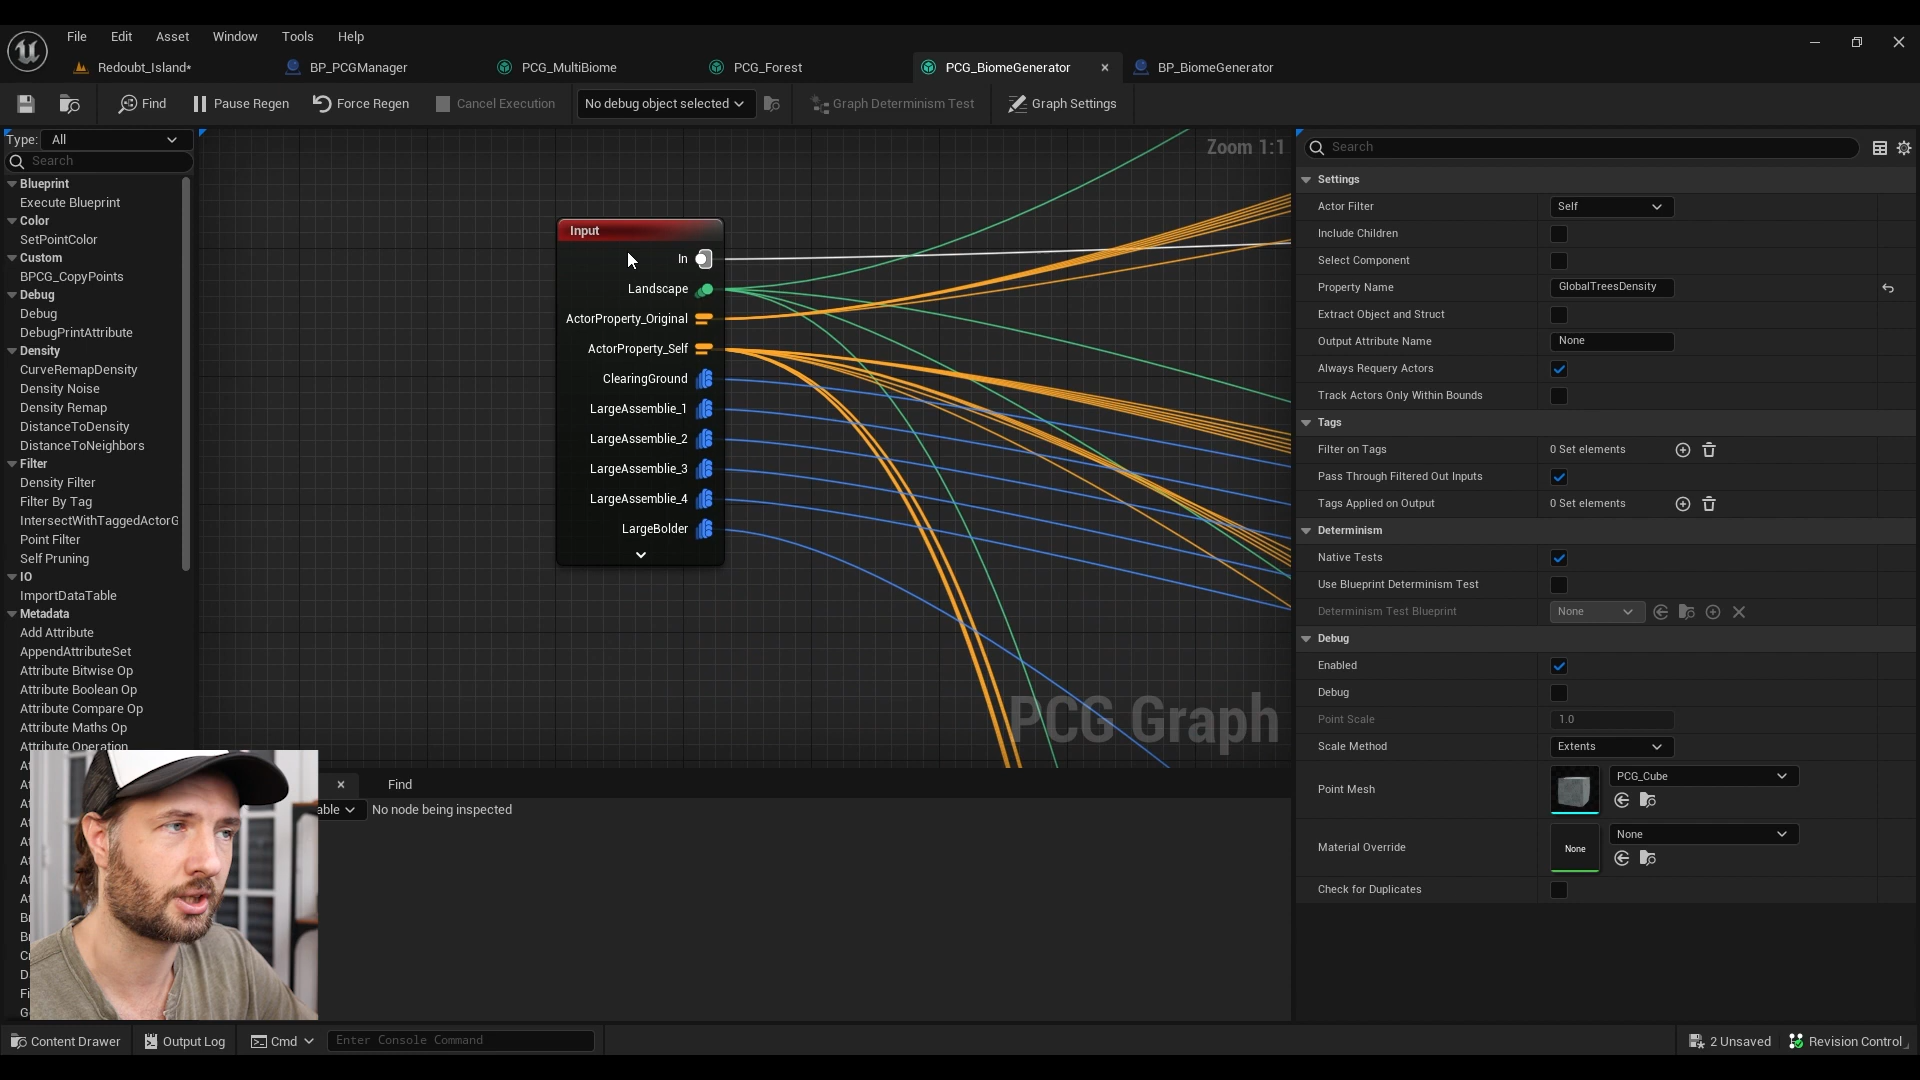 File Edit Asset Window Tools Help
Redoubt_Island* BP_PCGManager PCG_MultiBiome PCG_Forest PCG_BiomeGenerator BP_BiomeGenerator
Find Pause Regen Force Regen Cancel Execution No debug object selected Graph Determinism Test Graph Settings
Type: All
Search
Blueprint
Execute Blueprint
Color
SetPointColor
Custom
BPCG_CopyPoints
Debug
Debug
DebugPrintAttribute
Density
CurveRemapDensity
Density Noise
Density Remap
DistanceToDensity
DistanceToNeighbors
Filter
Density Filter
Filter By Tag
IntersectWithTaggedActorG
Point Filter
Self Pruning
IO
ImportDataTable
Metadata
Add Attribute
AppendAttributeSet
Attribute Bitwise Op
Attribute Boolean Op
Attribute Compare Op
Attribute Maths Op
Attribute Operation
Zoom 1:1
Input
In
Landscape
ActorProperty_Original
ActorProperty_Self
ClearingGround
LargeAssemblie_1
LargeAssemblie_2
LargeAssemblie_3
LargeAssemblie_4
LargeBolder
PCG Graph
Find
able No node being inspected
Search
Settings
Actor Filter Self
Include Children
Select Component
Property Name GlobalTreesDensity
Extract Object and Struct
Output Attribute Name None
Always Requery Actors
Track Actors Only Within Bounds
Tags
Filter on Tags 0 Set elements
Pass Through Filtered Out Inputs
Tags Applied on Output 0 Set elements
Determinism
Native Tests
Use Blueprint Determinism Test
Determinism Test Blueprint None
Debug
Enabled
Debug
Point Scale 1.0
Scale Method Extents
Point Mesh PCG_Cube
Material Override None None
Check for Duplicates
Content Drawer Output Log Cmd Enter Console Command 2 Unsaved Revision Control